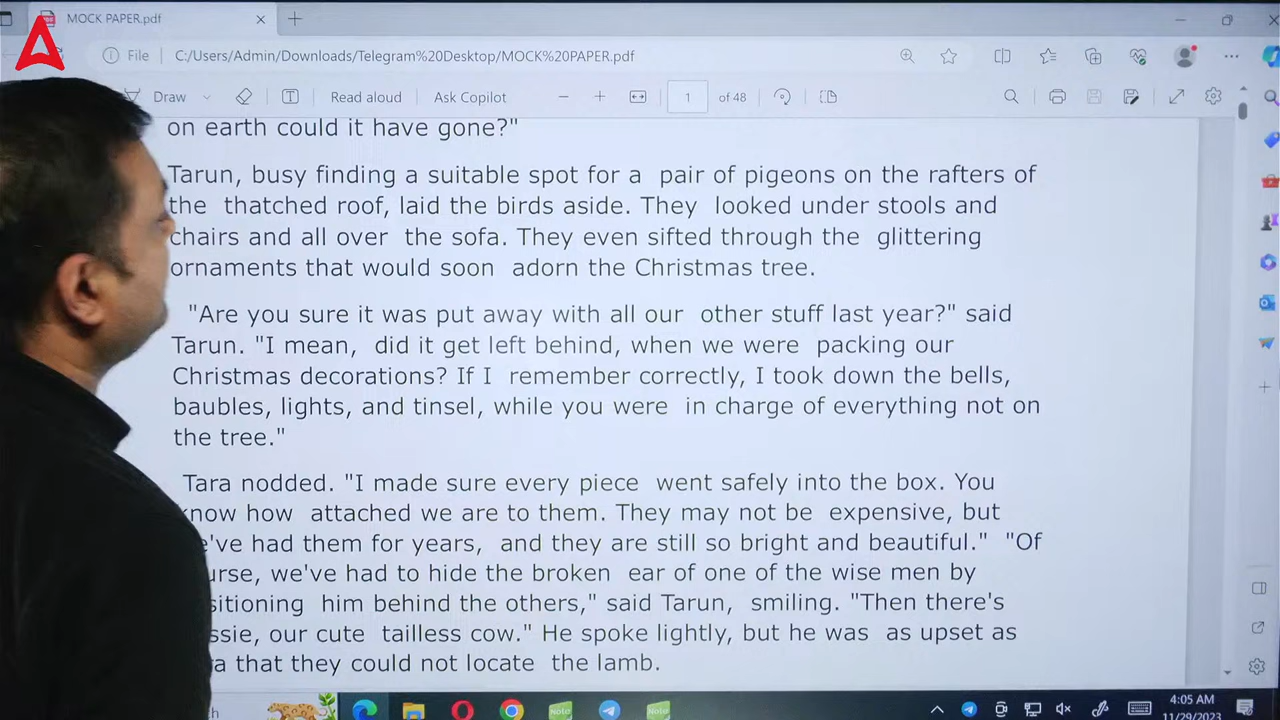 MOCK PAPER.pdf
File C:/Users/Admin/Downloads/Telegram%20Desktop/MOCK%20PAPER.pdf
Draw Read aloud Ask Copilot 1 of 48
on earth could it have gone?"
Tarun, busy finding a suitable spot for a pair of pigeons on the rafters of
the thatched roof, laid the birds aside. They looked under stools and
chairs and all over the sofa. They even sifted through the glittering
ornaments that would soon adorn the Christmas tree.
"Are you sure it was put away with all our other stuff last year?" said
Tarun. "I mean, did it get left behind, when we were packing our
Christmas decorations? If I remember correctly, I took down the bells,
baubles, lights, and tinsel, while you were in charge of everything not on
the tree."
Tara nodded. "I made sure every piece went safely into the box. You
know how attached we are to them. They may not be expensive, but
we've had them for years, and they are still so bright and beautiful." "Of
course, we've had to hide the broken ear of one of the wise men by
positioning him behind the others," said Tarun, smiling. "Then there's
our cute tailless cow." He spoke lightly, but he was as upset as
that they could not locate the lamb.
4:05 AM
11/29/2023